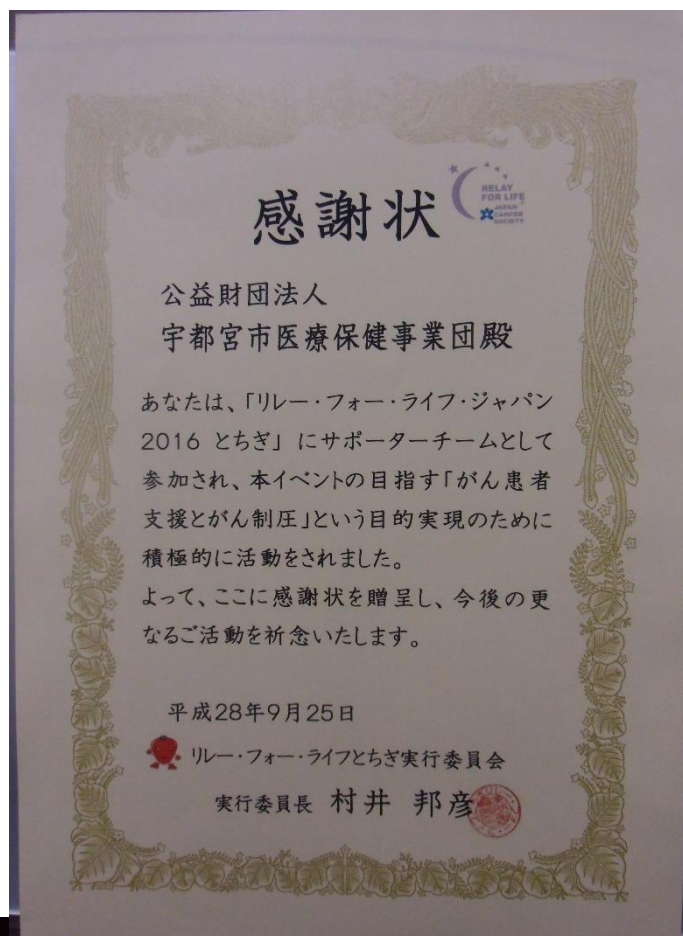 感謝状
RELAY
FOR LIFE
JAPAN
CANCER
SOCIETY
公益財団法人
宇都宮市医療保健事業団殿
あなたは、「リレー・フォー・ライフ・ジャパン
2016 とちぎ」にサポーターチームとして
参加され、本イベントの目指す「がん患者
支援とがん制圧」という目的実現のために
積極的に活動をされました。
よって、ここに感謝状を贈呈し、今後の更
なるご活動を祈念いたします。
平成28年9月25日
リレー・フォー・ライフとちぎ実行委員会
実行委員長 村井 邦彦